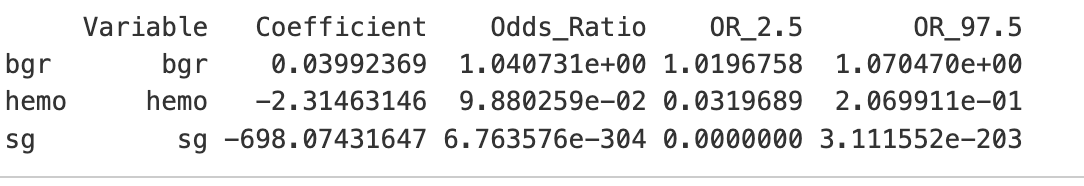 Variable Coefficient Odds_Ratio OR_2.5 OR_97.5
bgr bgr 0.03992369 1.040731e+00 1.0196758 1.070470e+00
hemo hemo -2.31463146 9.880259e-02 0.0319689 2.069911e-01
sg sg -698.07431647 6.763576e-304 0.0000000 3.111552e-203